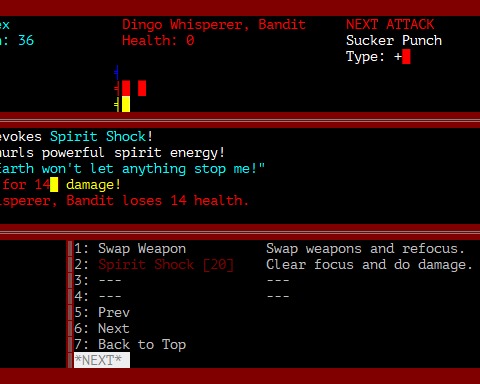 ex Dingo Whisperer, Bandit NEXT ATTACK
: 36 Health: 0 Sucker Punch
Type: +
evokes Spirit Shock!
hurls powerful spirit energy!
Earth won't let anything stop me!"
for 14 damage!
isperer, Bandit loses 14 health.
1: Swap Weapon Swap weapons and refocus.
2: Spirit Shock [20] Clear focus and do damage.
3: --- ---
4: --- ---
5: Prev
6: Next
7: Back to Top
*NEXT*